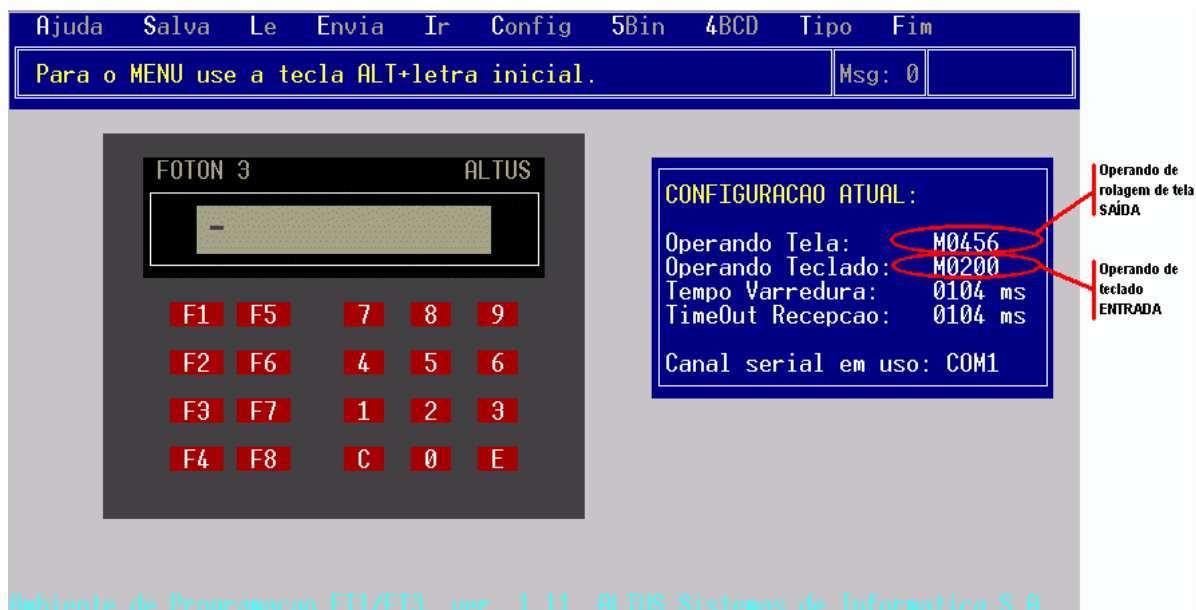 Ajuda Salva Le Envia Ir Config 5Bin 4BCD Tipo Fim
Para o MENU use a tecla ALT+letra inicial. Msg: 0
FOTON 3 ALTUS
-
CONFIGURACAO ATUAL:
Operando Tela: M0456
Operando Teclado: M0200
Tempo Varredura: 0104 ms
TimeOut Recepcao: 0104 ms
Canal serial em uso: COM1
Operando de
rolagem de tela
SAÍDA
Operando de
teclado
ENTRADA
F1 F5 7 8 9
F2 F6 4 5 6
F3 F7 1 2 3
F4 F8 C 0 E
Ambiente de Programacao FT1/FT3 ver. 1.11 ALTUS Sistemas de Informatica S.A.